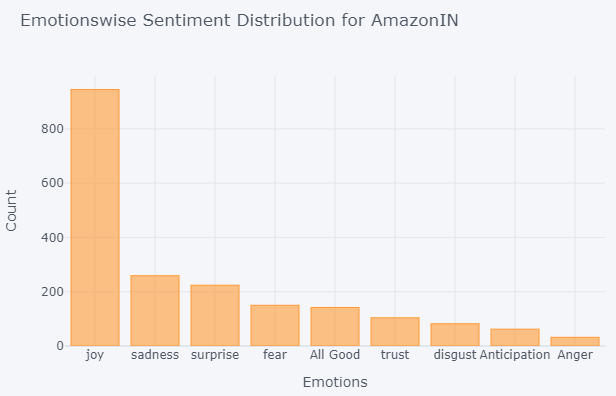 Emotionswise Sentiment Distribution for AmazonIN
Count
800
600
400
200
0
joy sadness surprise fear All Good trust disgust Anticipation Anger
Emotions